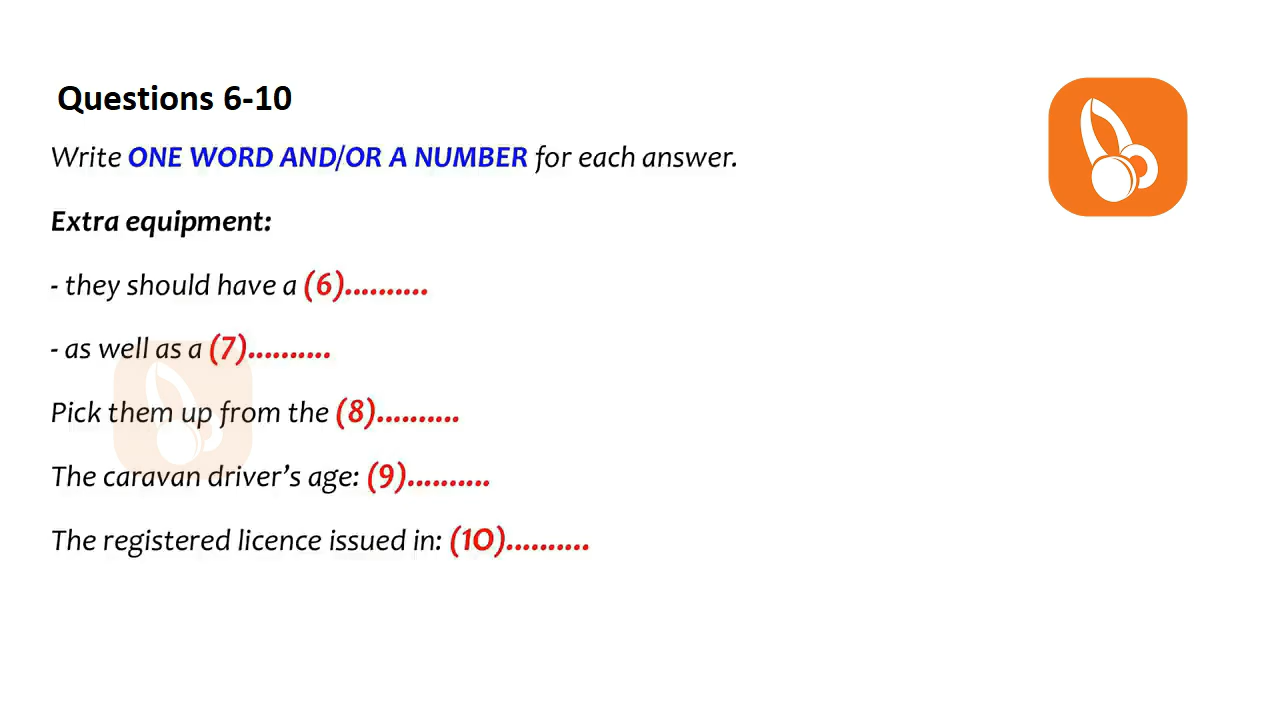 Questions 6-10
Write ONE WORD AND/OR A NUMBER for each answer.
Extra equipment:
- they should have a (6)..........
- as well as a (7)..........
Pick them up from the (8)..........
The caravan driver’s age: (9)..........
The registered licence issued in: (10)..........